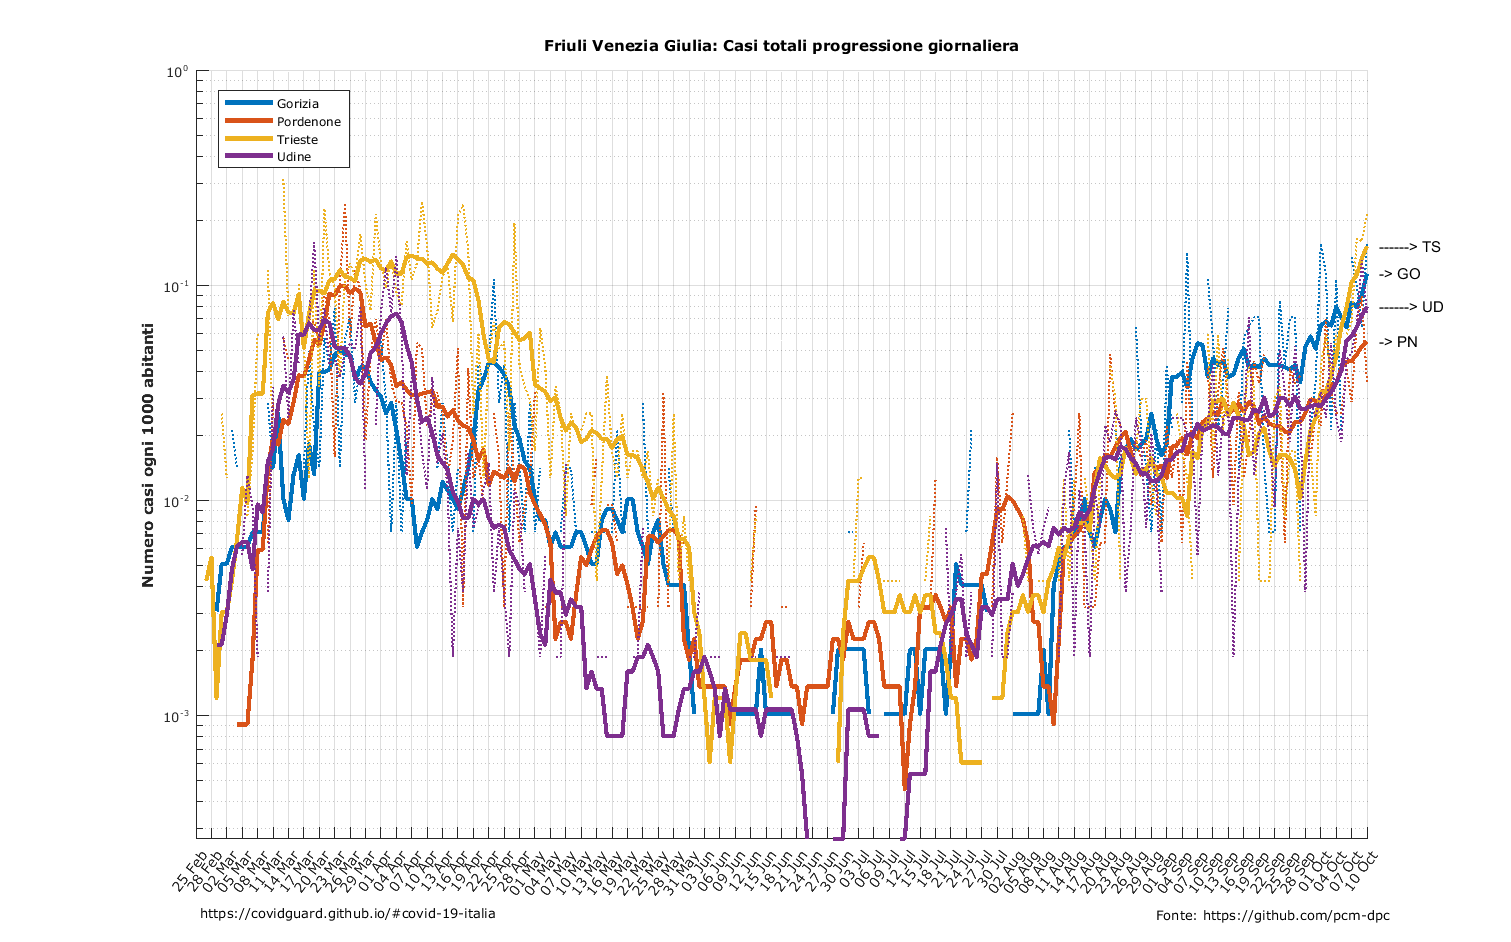 Friuli Venezia Giulia: Casi totali progressione giornaliera
Numero casi ogni 1000 abitanti
10⁰
10⁻¹
10⁻²
10⁻³
Gorizia
Pordenone
Trieste
Udine
------> TS
-> GO
------> UD
-> PN
25 Feb
28 Feb
02 Mar
05 Mar
08 Mar
11 Mar
14 Mar
17 Mar
20 Mar
23 Mar
26 Mar
29 Mar
01 Apr
04 Apr
07 Apr
10 Apr
13 Apr
16 Apr
19 Apr
22 Apr
25 Apr
28 Apr
01 May
04 May
07 May
10 May
13 May
16 May
19 May
22 May
25 May
28 May
31 May
03 Jun
06 Jun
09 Jun
12 Jun
15 Jun
18 Jun
21 Jun
24 Jun
27 Jun
30 Jun
03 Jul
06 Jul
09 Jul
12 Jul
15 Jul
18 Jul
21 Jul
24 Jul
27 Jul
30 Jul
02 Aug
05 Aug
08 Aug
11 Aug
14 Aug
17 Aug
20 Aug
23 Aug
26 Aug
29 Aug
01 Sep
04 Sep
07 Sep
10 Sep
13 Sep
16 Sep
19 Sep
22 Sep
25 Sep
28 Sep
01 Oct
04 Oct
07 Oct
10 Oct
https://covidguard.github.io/#covid-19-italia
Fonte: https://github.com/pcm-dpc